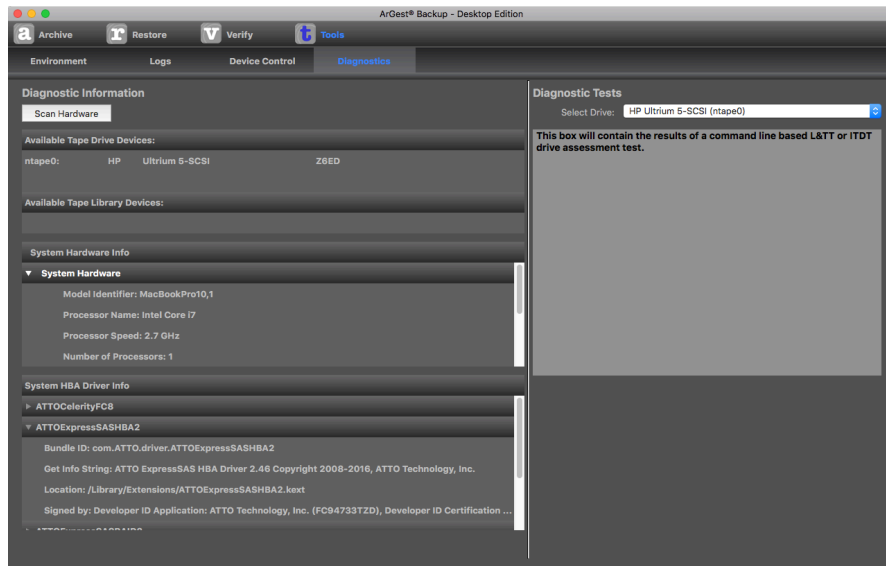 ArGest® Backup - Desktop Edition
a Archive r Restore V Verify t Tools
Environment Logs Device Control Diagnostics
Diagnostic Information
Scan Hardware
Available Tape Drive Devices:
ntape0: HP Ultrium 5-SCSI Z6ED
Available Tape Library Devices:
System Hardware Info
System Hardware
Model Identifier: MacBookPro10,1
Processor Name: Intel Core i7
Processor Speed: 2.7 GHz
Number of Processors: 1
System HBA Driver Info
ATTOCelerityFC8
ATTOExpressSASHBA2
Bundle ID: com.ATTO.driver.ATTOExpressSASHBA2
Get Info String: ATTO ExpressSAS HBA Driver 2.46 Copyright 2008-2016, ATTO Technology, Inc.
Location: /Library/Extensions/ATTOExpressSASHBA2.kext
Signed by: Developer ID Application: ATTO Technology, Inc. (FC94733TZD), Developer ID Certification ...
Diagnostic Tests
Select Drive: HP Ultrium 5-SCSI (ntape0)
This box will contain the results of a command line based L&TT or ITDT
drive assessment test.